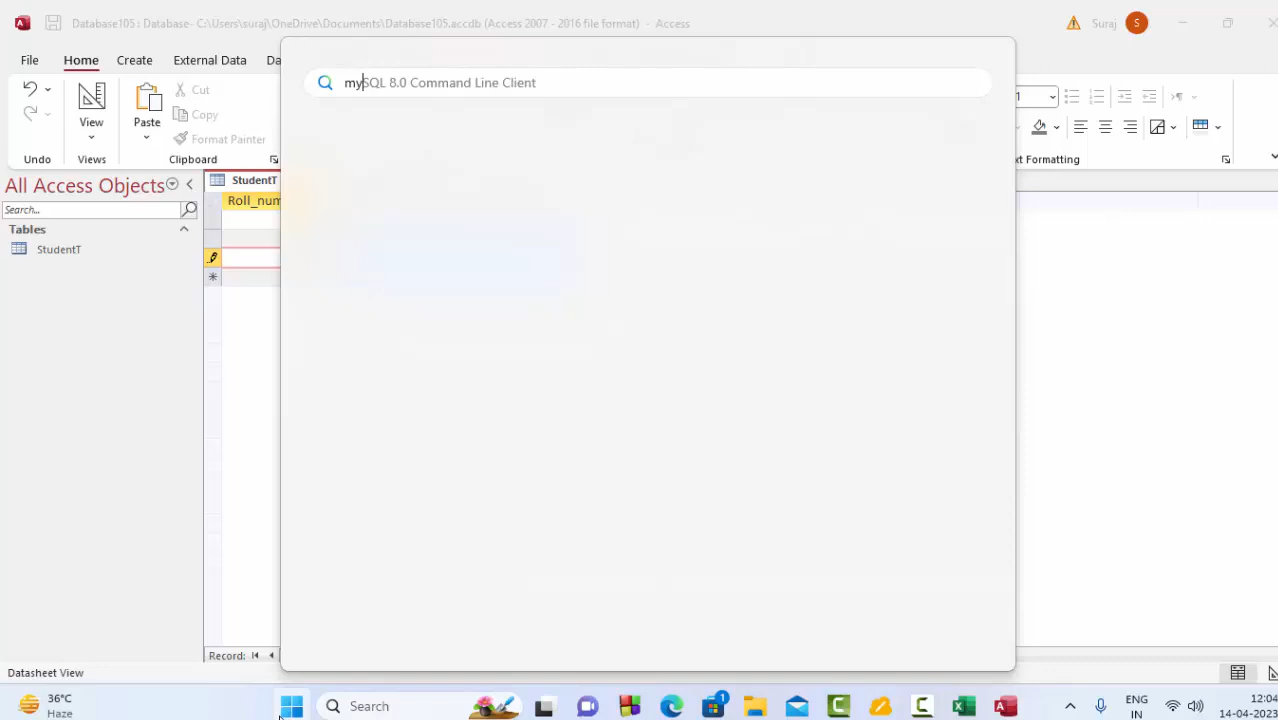 Database105 : Database- C:\Users\suraj\OneDrive\Documents\Database105.accdb (Access 2007 - 2016 file format) - Access
Suraj
S
File Home Create External Data Da
mySQL 8.0 Command Line Client
View
Paste
Cut
Copy
Format Painter
1
Undo
Views
Clipboard
xt Formatting
All Access Objects
StudentT
Search...
Roll_num
Tables
StudentT
Record:
Datasheet View
36°C
Haze
Search
1
ENG
IN
12:04
14-04-2023